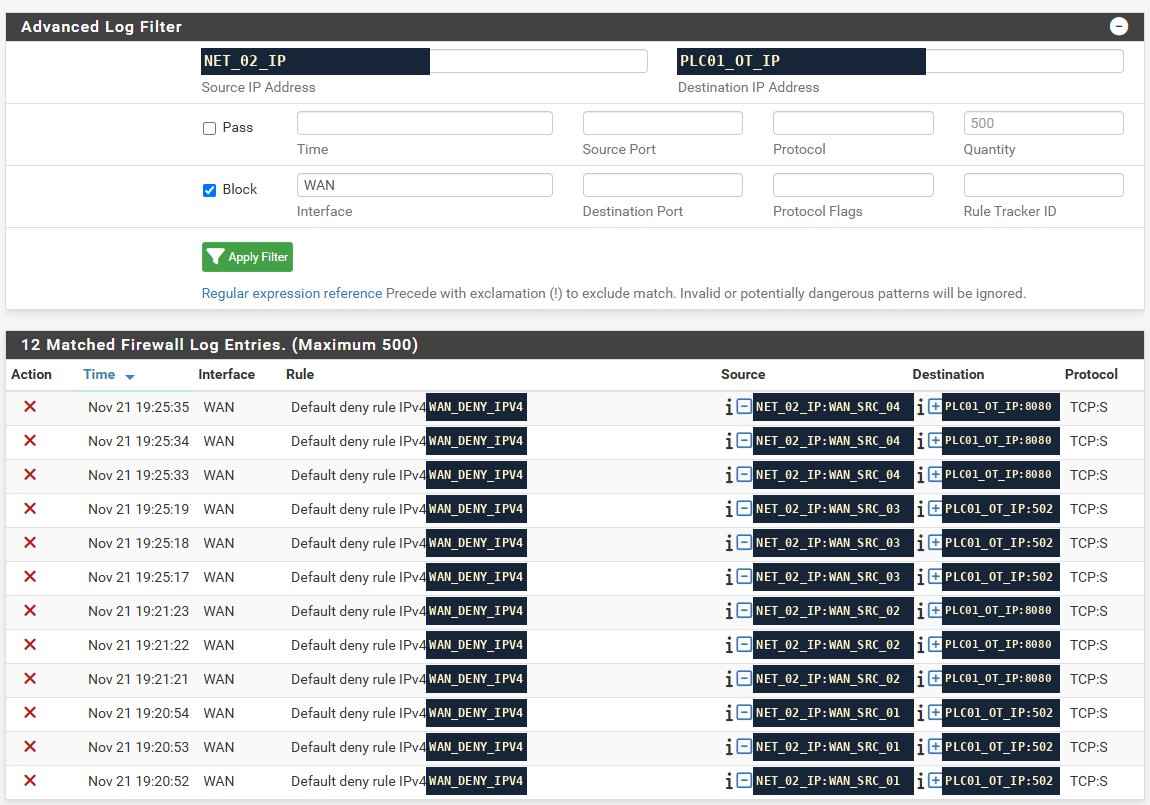 Advanced Log Filter
NET_02_IP PLC01_OT_IP
Source IP Address Destination IP Address
Pass
Time Source Port Protocol 500 Quantity
Block WAN
Interface Destination Port Protocol Flags Rule Tracker ID
Apply Filter
Regular expression reference Precede with exclamation (!) to exclude match. Invalid or potentially dangerous patterns will be ignored.
12 Matched Firewall Log Entries. (Maximum 500)
Action Time Interface Rule Source Destination Protocol
Nov 21 19:25:35 WAN Default deny rule IPv4 WAN_DENY_IPV4 NET_02_IP:WAN_SRC_04 PLC01_OT_IP:8080 TCP:S
Nov 21 19:25:34 WAN Default deny rule IPv4 WAN_DENY_IPV4 NET_02_IP:WAN_SRC_04 PLC01_OT_IP:8080 TCP:S
Nov 21 19:25:33 WAN Default deny rule IPv4 WAN_DENY_IPV4 NET_02_IP:WAN_SRC_04 PLC01_OT_IP:8080 TCP:S
Nov 21 19:25:19 WAN Default deny rule IPv4 WAN_DENY_IPV4 NET_02_IP:WAN_SRC_03 PLC01_OT_IP:502 TCP:S
Nov 21 19:25:18 WAN Default deny rule IPv4 WAN_DENY_IPV4 NET_02_IP:WAN_SRC_03 PLC01_OT_IP:502 TCP:S
Nov 21 19:25:17 WAN Default deny rule IPv4 WAN_DENY_IPV4 NET_02_IP:WAN_SRC_03 PLC01_OT_IP:502 TCP:S
Nov 21 19:21:23 WAN Default deny rule IPv4 WAN_DENY_IPV4 NET_02_IP:WAN_SRC_02 PLC01_OT_IP:8080 TCP:S
Nov 21 19:21:22 WAN Default deny rule IPv4 WAN_DENY_IPV4 NET_02_IP:WAN_SRC_02 PLC01_OT_IP:8080 TCP:S
Nov 21 19:21:21 WAN Default deny rule IPv4 WAN_DENY_IPV4 NET_02_IP:WAN_SRC_02 PLC01_OT_IP:8080 TCP:S
Nov 21 19:20:54 WAN Default deny rule IPv4 WAN_DENY_IPV4 NET_02_IP:WAN_SRC_01 PLC01_OT_IP:502 TCP:S
Nov 21 19:20:53 WAN Default deny rule IPv4 WAN_DENY_IPV4 NET_02_IP:WAN_SRC_01 PLC01_OT_IP:502 TCP:S
Nov 21 19:20:52 WAN Default deny rule IPv4 WAN_DENY_IPV4 NET_02_IP:WAN_SRC_01 PLC01_OT_IP:502 TCP:S